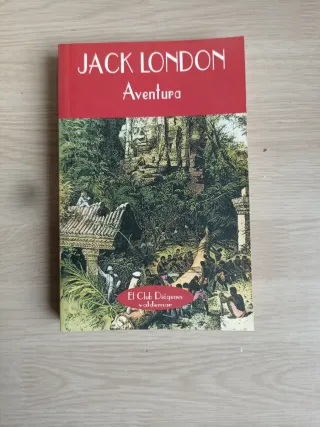 JACK LONDON
Aventura
El Club Diógenes
valdemar